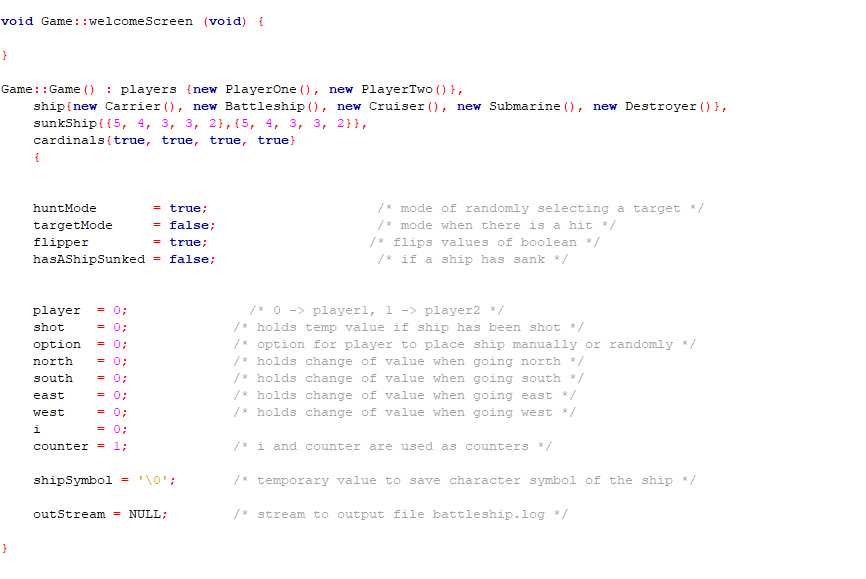 void Game::welcomeScreen (void) {
}
Game::Game() : players {new PlayerOne(), new PlayerTwo()},
ship{new Carrier(), new Battleship(), new Cruiser(), new Submarine(), new Destroyer()},
sunkShip{{5, 4, 3, 3, 2},{5, 4, 3, 3, 2}},
cardinals{true, true, true, true}
{
huntMode = true; /* mode of randomly selecting a target */
targetMode = false; /* mode when there is a hit */
flipper = true; /* flips values of boolean */
hasAShipSunked = false; /* if a ship has sank */
player = 0; /* 0 -> player1, 1 -> player2 */
shot = 0; /* holds temp value if ship has been shot */
option = 0; /* option for player to place ship manually or randomly */
north = 0; /* holds change of value when going north */
south = 0; /* holds change of value when going south */
east = 0; /* holds change of value when going east */
west = 0; /* holds change of value when going west */
i = 0;
counter = 1; /* i and counter are used as counters */
shipSymbol = '\0'; /* temporary value to save character symbol of the ship */
outStream = NULL; /* stream to output file battleship.log */
}